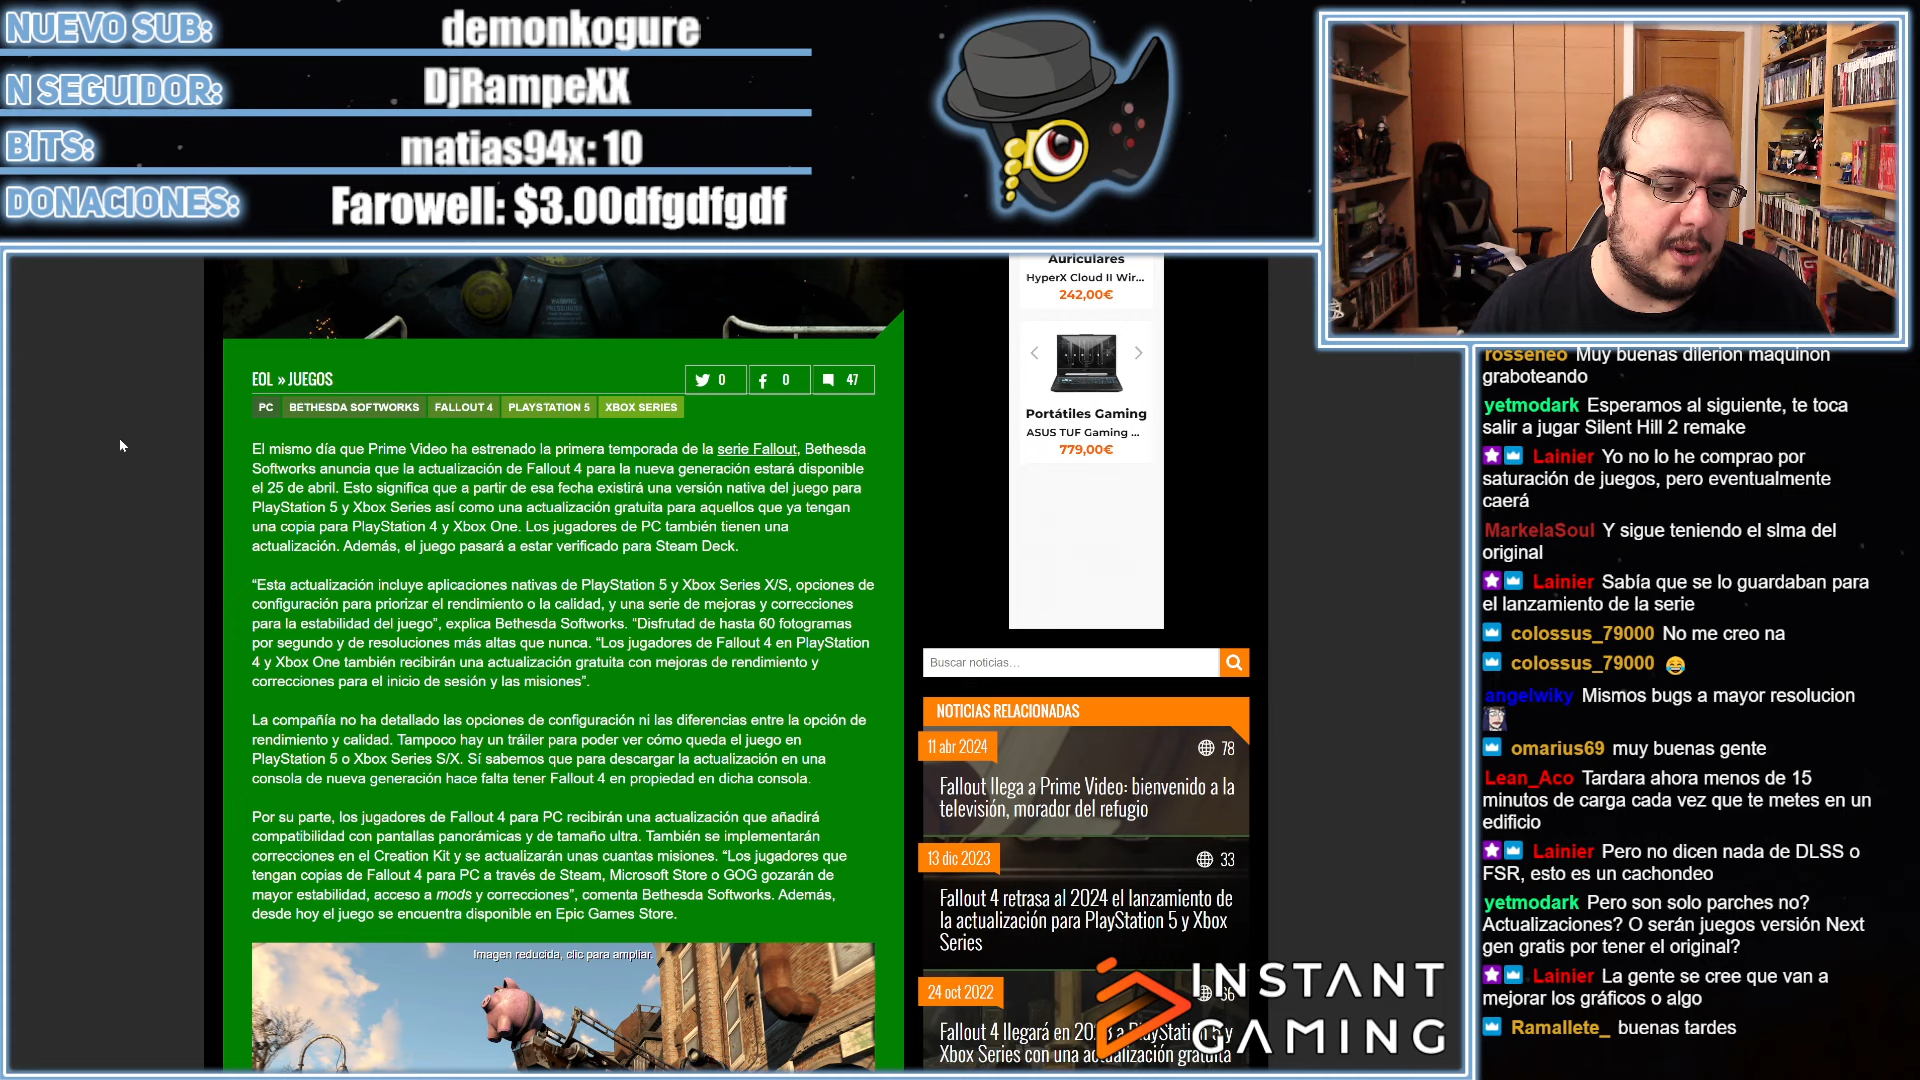 NUEVO SUB:
demonkogure
N SEGUIDOR:
DjRampeXX
BITS:
matias94x: 10
DONACIONES:
Farowell: $3.00dfgdfgdf
EOL » JUEGOS
0
0
47
PC
BETHESDA SOFTWORKS
FALLOUT 4
PLAYSTATION 5
XBOX SERIES
El mismo día que Prime Video ha estrenado la primera temporada de la serie Fallout, Bethesda
Softworks anuncia que la actualización de Fallout 4 para la nueva generación estará disponible
el 25 de abril. Esto significa que a partir de esa fecha existirá una versión nativa del juego para
PlayStation 5 y Xbox Series así como una actualización gratuita para aquellos que ya tengan
una copia para PlayStation 4 y Xbox One. Los jugadores de PC también tienen una
actualización. Además, el juego pasará a estar verificado para Steam Deck.
“Esta actualización incluye aplicaciones nativas de PlayStation 5 y Xbox Series X/S, opciones de
configuración para priorizar el rendimiento o la calidad, y una serie de mejoras y correcciones
para la estabilidad del juego”, explica Bethesda Softworks. “Disfrutad de hasta 60 fotogramas
por segundo y de resoluciones más altas que nunca. “Los jugadores de Fallout 4 en PlayStation
4 y Xbox One también recibirán una actualización gratuita con mejoras de rendimiento y
correcciones para el inicio de sesión y las misiones”.
La compañía no ha detallado las opciones de configuración ni las diferencias entre la opción de
rendimiento y calidad. Tampoco hay un tráiler para poder ver cómo queda el juego en
PlayStation 5 o Xbox Series S/X. Sí sabemos que para descargar la actualización en una
consola de nueva generación hace falta tener Fallout 4 en propiedad en dicha consola.
Por su parte, los jugadores de Fallout 4 para PC recibirán una actualización que añadirá
compatibilidad con pantallas panorámicas y de tamaño ultra. También se implementarán
correcciones en el Creation Kit y se actualizarán unas cuantas misiones. “Los jugadores que
tengan copias de Fallout 4 para PC a través de Steam, Microsoft Store o GOG gozarán de
mayor estabilidad, acceso a mods y correcciones”, comenta Bethesda Softworks. Además,
desde hoy el juego se encuentra disponible en Epic Games Store.
Imagen reducida, clic para ampliar.
Auriculares
HyperX Cloud II Wir...
242,00€
Portátiles Gaming
ASUS TUF Gaming ...
779,00€
Buscar noticias...
NOTICIAS RELACIONADAS
11 abr 2024
78
Fallout llega a Prime Video: bienvenido a la
televisión, morador del refugio
13 dic 2023
33
Fallout 4 retrasa al 2024 el lanzamiento de
la actualización para PlayStation 5 y Xbox
Series
24 oct 2022
Fallout 4 llegará en 2023 a PlayStation 5 y
Xbox Series con una actualización gratuita
INSTANT
GAMING
rosseneo Muy buenas dilerion maquinon
graboteando
yetmodark Esperamos al siguiente, te toca
salir a jugar Silent Hill 2 remake
Lainier Yo no lo he comprao por
saturación de juegos, pero eventualmente
caerá
MarkelaSoul Y sigue teniendo el slma del
original
Lainier Sabía que se lo guardaban para
el lanzamiento de la serie
colossus_79000 No me creo na
colossus_79000 😂
angelwiky Mismos bugs a mayor resolucion
omarius69 muy buenas gente
Lean_Aco Tardara ahora menos de 15
minutos de carga cada vez que te metes en un
edificio
Lainier Pero no dicen nada de DLSS o
FSR, esto es un cachondeo
yetmodark Pero son solo parches no?
Actualizaciones? O serán juegos versión Next
gen gratis por tener el original?
Lainier La gente se cree que van a
mejorar los gráficos o algo
Ramallete_ buenas tardes